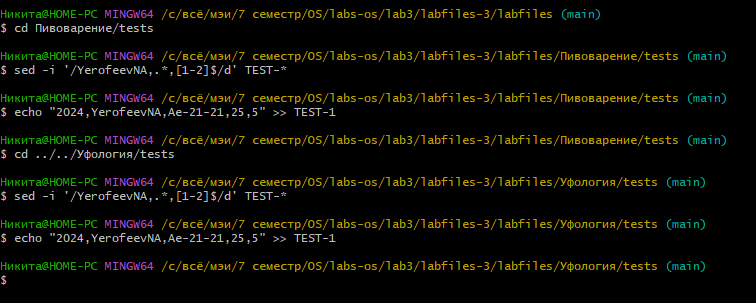 Никита@HOME-PC MINGW64 /c/всё/мэи/7 семестр/OS/labs-os/lab3/labfiles-3/labfiles (main)
$ cd Пивоварение/tests
Никита@HOME-PC MINGW64 /c/всё/мэи/7 семестр/OS/labs-os/lab3/labfiles-3/labfiles/Пивоварение/tests (main)
$ sed -i '/YerofeevNA,.*,[1-2]$/d' TEST-*
Никита@HOME-PC MINGW64 /c/всё/мэи/7 семестр/OS/labs-os/lab3/labfiles-3/labfiles/Пивоварение/tests (main)
$ echo "2024,YerofeevNA,Ae-21-21,25,5" >> TEST-1
Никита@HOME-PC MINGW64 /c/всё/мэи/7 семестр/OS/labs-os/lab3/labfiles-3/labfiles/Пивоварение/tests (main)
$ cd ../../Уфология/tests
Никита@HOME-PC MINGW64 /c/всё/мэи/7 семестр/OS/labs-os/lab3/labfiles-3/labfiles/Уфология/tests (main)
$ sed -i '/YerofeevNA,.*,[1-2]$/d' TEST-*
Никита@HOME-PC MINGW64 /c/всё/мэи/7 семестр/OS/labs-os/lab3/labfiles-3/labfiles/Уфология/tests (main)
$ echo "2024,YerofeevNA,Ae-21-21,25,5" >> TEST-1
Никита@HOME-PC MINGW64 /c/всё/мэи/7 семестр/OS/labs-os/lab3/labfiles-3/labfiles/Уфология/tests (main)
$